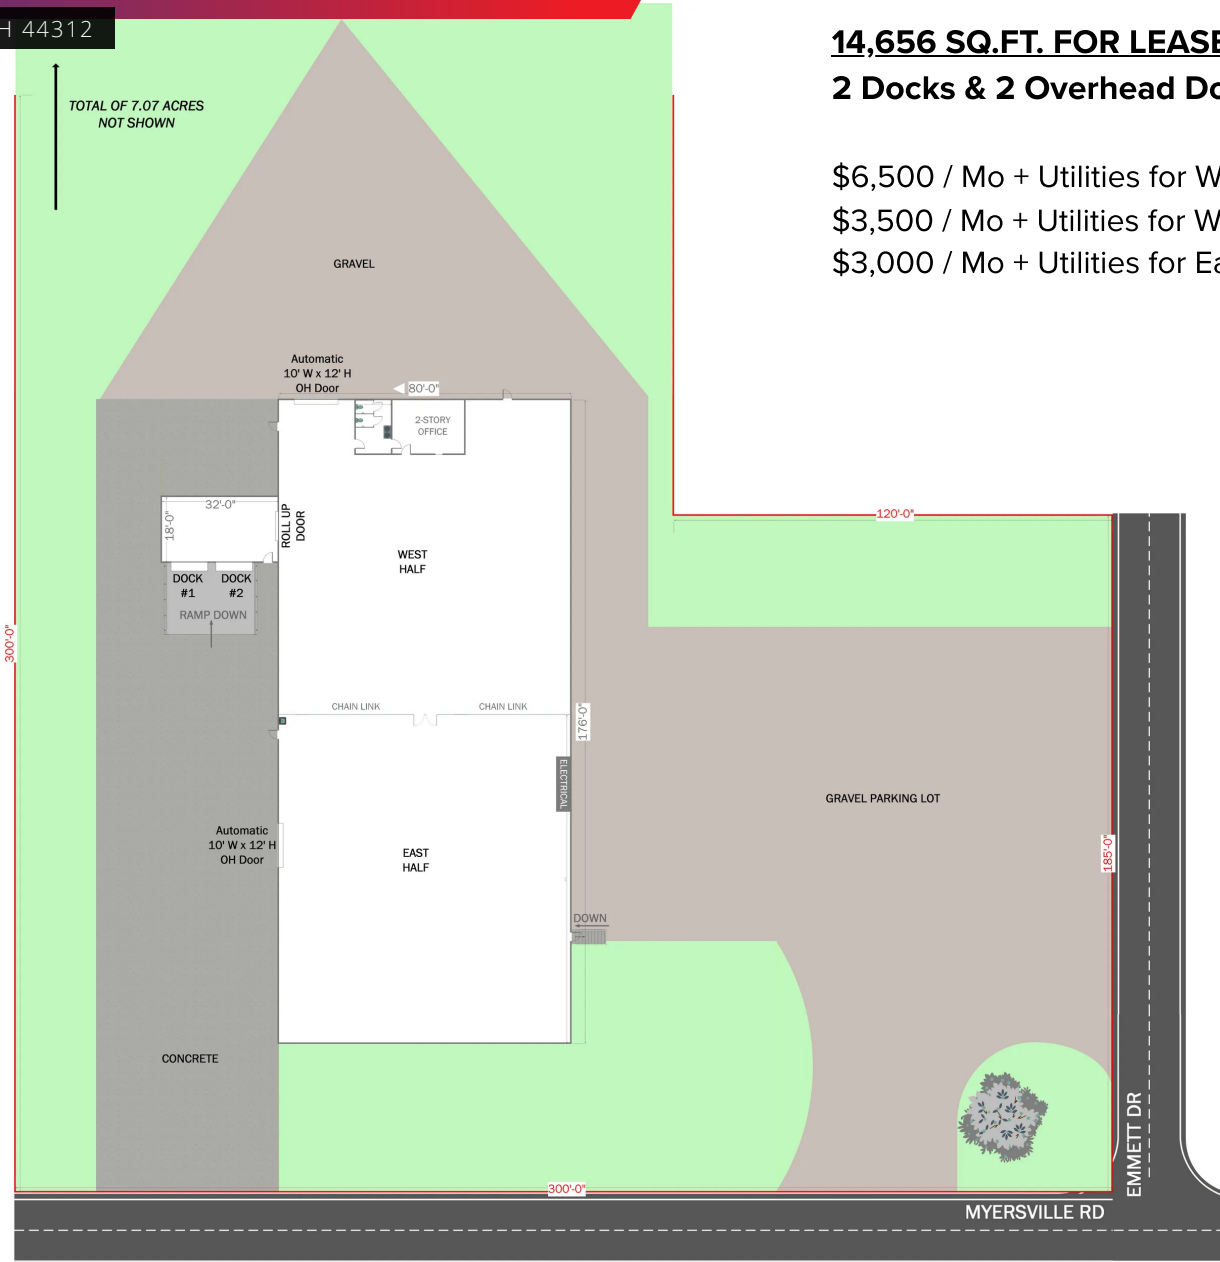 H 44312
14,656 SQ.FT. FOR LEASE
2 Docks & 2 Overhead Do
$6,500 / Mo + Utilities for W
$3,500 / Mo + Utilities for W
$3,000 / Mo + Utilities for Ea
TOTAL OF 7.07 ACRES
NOT SHOWN
GRAVEL
Automatic
10' W x 12' H
OH Door
80'-0"
2-STORY
OFFICE
32'-0"
18'-0"
ROLL UP
DOOR
120'-0"
WEST
HALF
DOCK
#1
DOCK
#2
RAMP DOWN
300'-0"
CHAIN LINK
CHAIN LINK
176'-0"
ELECTRICAL
GRAVEL PARKING LOT
Automatic
10' W x 12' H
OH Door
EAST
HALF
185'-0"
DOWN
CONCRETE
EMMETT DR
300'-0"
MYERSVILLE RD